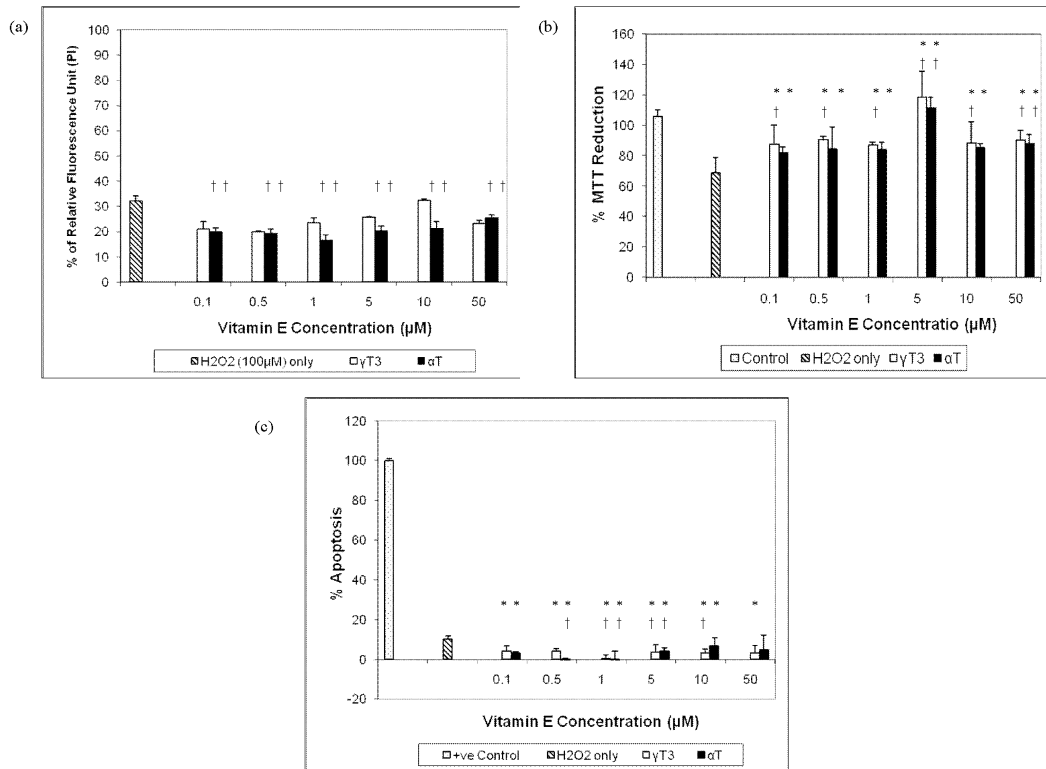 (a)
% of Relative Fluorescence Unit (PI)
100
90
80
70
60
50
40
30
20
10
0
† † † † † † † † † † † †
0.1 0.5 1 5 10 50
Vitamin E Concentration (µM)
H2O2 (100µM) only γT3 αT
(b)
% MTT Reduction
160
140
120
100
80
60
40
20
0
* * * * * * * * * * * *
† † † † † † † †
0.1 0.5 1 5 10 50
Vitamin E Concentratio (µM)
Control H2O2 only γT3 αT
(c)
% Apoptosis
120
100
80
60
40
20
0
-20
* * * * * * * * * * *
† † † † † †
0.1 0.5 1 5 10 50
Vitamin E Concentration (µM)
+ve Control H2O2 only γT3 αT